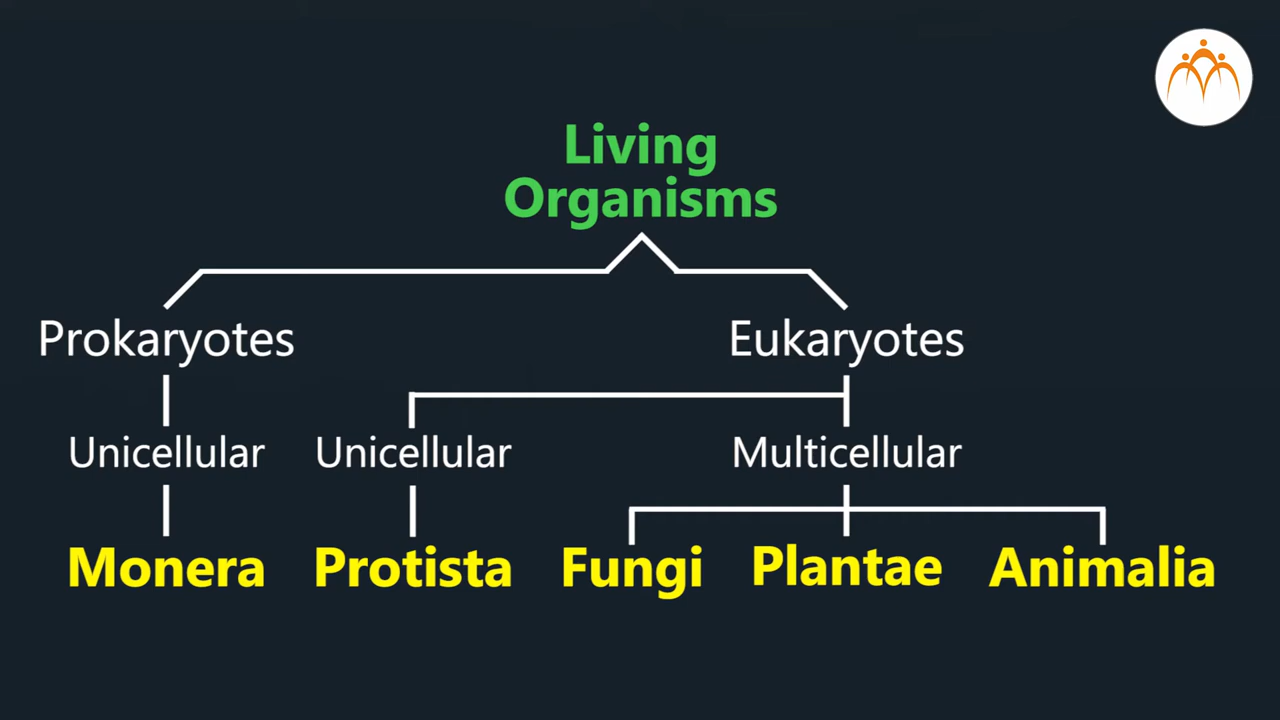 Living
Organisms
Prokaryotes
Eukaryotes
Unicellular
Unicellular
Multicellular
Monera
Protista
Fungi
Plantae
Animalia